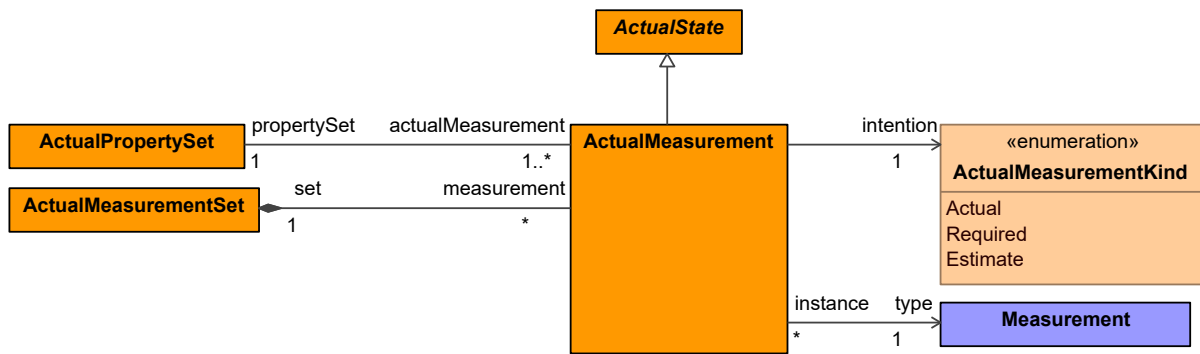 ActualState
propertySet
actualMeasurement
intention
ActualPropertySet
1
1..*
ActualMeasurement
1
«enumeration»
ActualMeasurementKind
Actual
Required
Estimate
set
measurement
ActualMeasurementSet
1
*
instance
type
*
1
Measurement